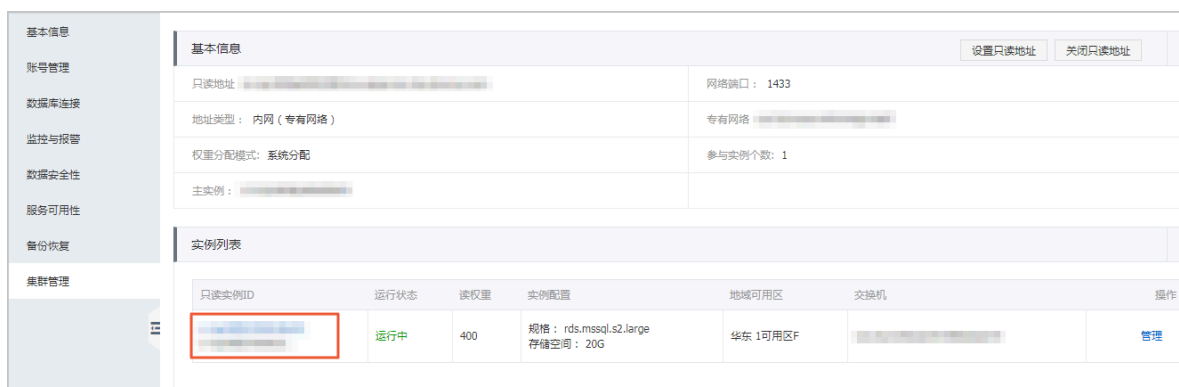 基本信息
账号管理
数据库连接
监控与报警
数据安全性
服务可用性
备份恢复
集群管理
基本信息
设置只读地址 关闭只读地址
只读地址
网络端口： 1433
地址类型： 内网（专有网络）
专有网络
权重分配模式: 系统分配
参与实例个数: 1
主实例：
实例列表
只读实例ID 运行状态 读权重 实例配置 地域可用区 交换机 操作
运行中 400 规格： rds.mssql.s2.large 华东 1可用区F 管理
存储空间： 20G